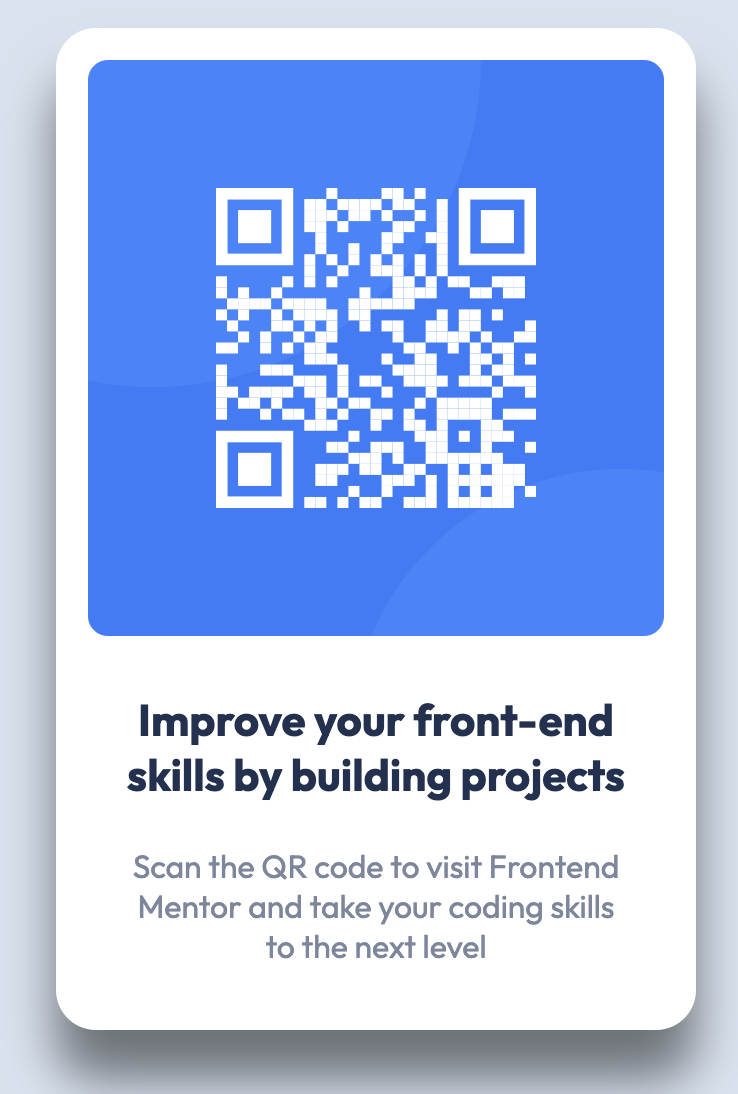 Improve your front-end
skills by building projects
Scan the QR code to visit Frontend
Mentor and take your coding skills
to the next level